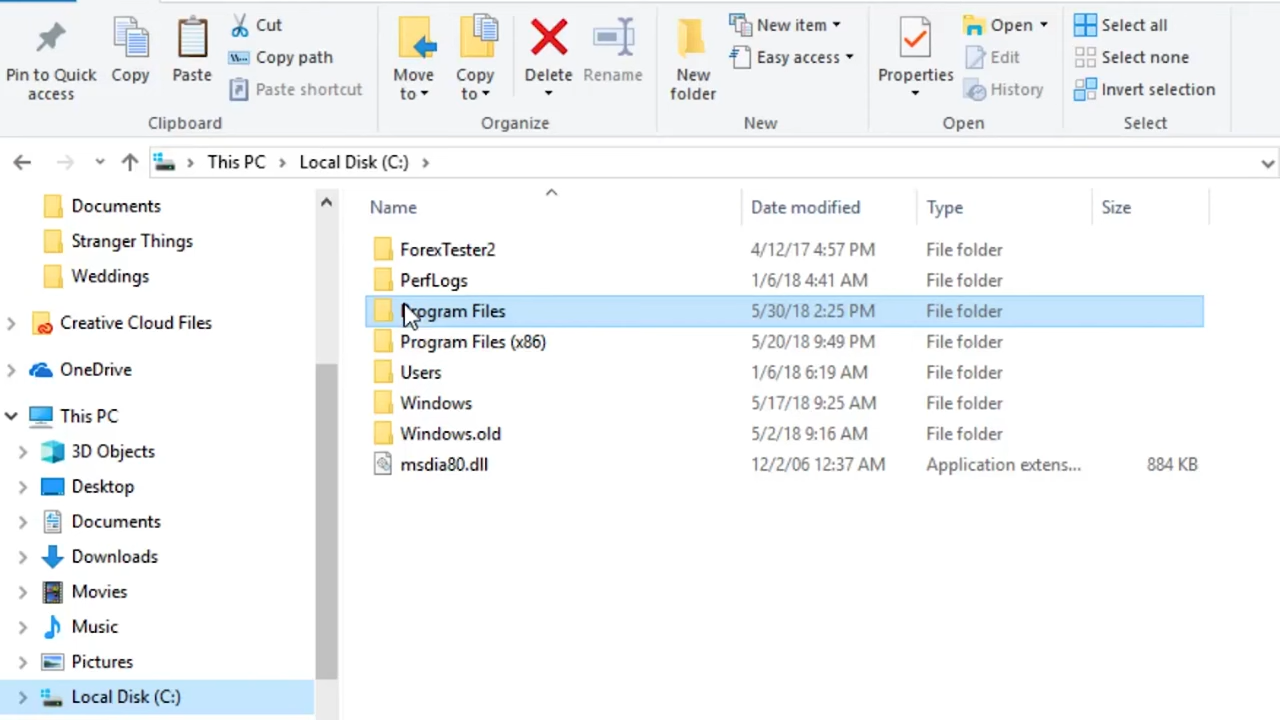 Pin to Quick access
Copy
Paste
Cut
Copy path
Paste shortcut
Clipboard
Move to
Copy to
Delete
Rename
Organize
New folder
New item
Easy access
New
Properties
Open
Edit
History
Open
Select all
Select none
Invert selection
Select
This PC > Local Disk (C:) >
Documents
Stranger Things
Weddings
Creative Cloud Files
OneDrive
This PC
3D Objects
Desktop
Documents
Downloads
Movies
Music
Pictures
Local Disk (C:)
Name Date modified Type Size
ForexTester2 4/12/17 4:57 PM File folder
PerfLogs 1/6/18 4:41 AM File folder
Program Files 5/30/18 2:25 PM File folder
Program Files (x86) 5/20/18 9:49 PM File folder
Users 1/6/18 6:19 AM File folder
Windows 5/17/18 9:25 AM File folder
Windows.old 5/2/18 9:16 AM File folder
msdia80.dll 12/2/06 12:37 AM Application extens... 884 KB